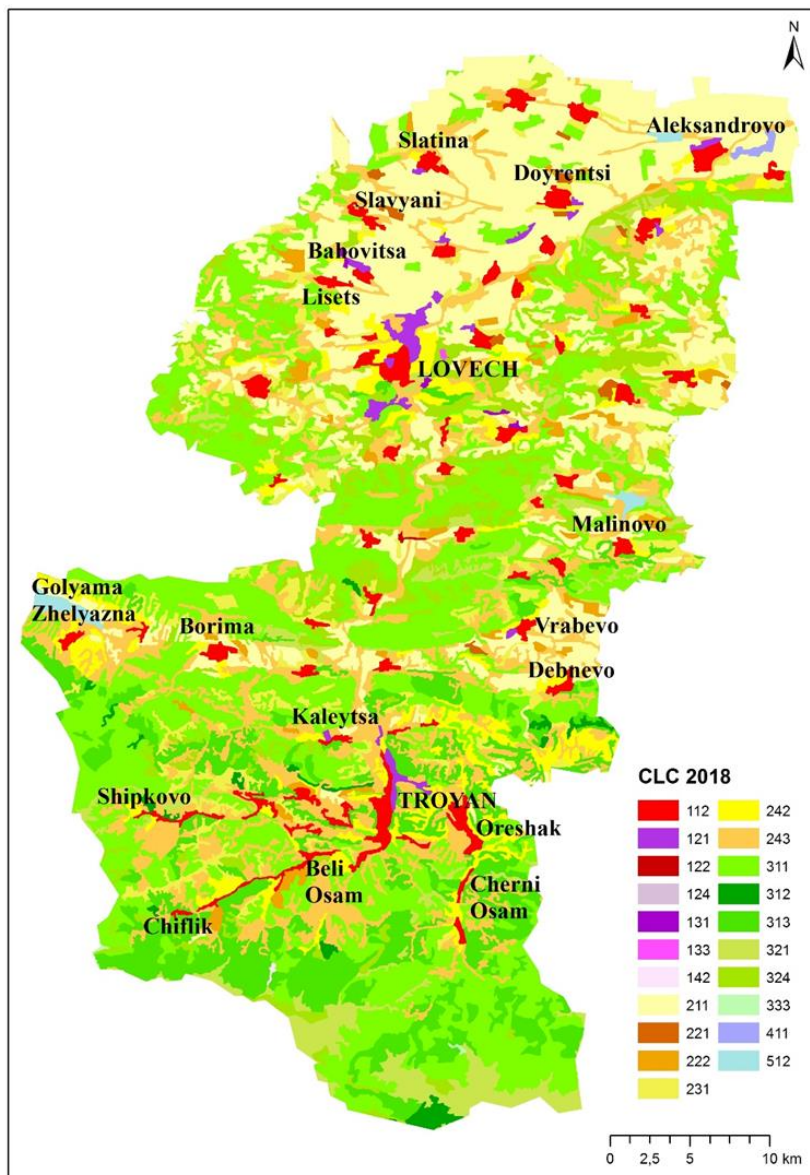 N
Aleksandrovo
Slatina
Doyrentsi
Slavyani
Bahovitsa
Lisets
LOVECH
Malinovo
Golyama
Zhelyazna
Borima
Vrabevo
Debnevo
Kaleytsa
Shipkovo
TROYAN
Oreshak
Beli
Osam
Cherni
Osam
Chiflik
CLC 2018
112 242
121 243
122 311
124 312
131 313
133 321
142 324
211 333
221 411
222 512
231
0 2,5 5 10 km